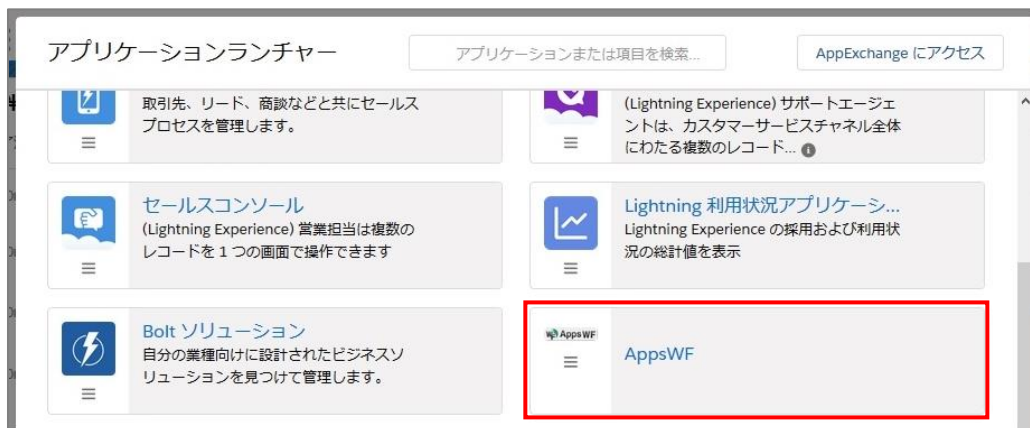 アプリケーションランチャー
アプリケーションまたは項目を検索...
AppExchange にアクセス
取引先、リード、商談などと共にセールス
プロセスを管理します。
(Lightning Experience) サポートエージェ
ントは、カスタマーサービスチャネル全体
にわたる複数のレコード...
セールスコンソール
(Lightning Experience) 営業担当は複数の
レコードを 1 つの画面で操作できます
Lightning 利用状況アプリケーシ...
Lightning Experience の採用および利用状
況の総計値を表示
Bolt ソリューション
自分の業種向けに設計されたビジネスソ
リューションを見つけて管理します。
AppsWF
AppsWF